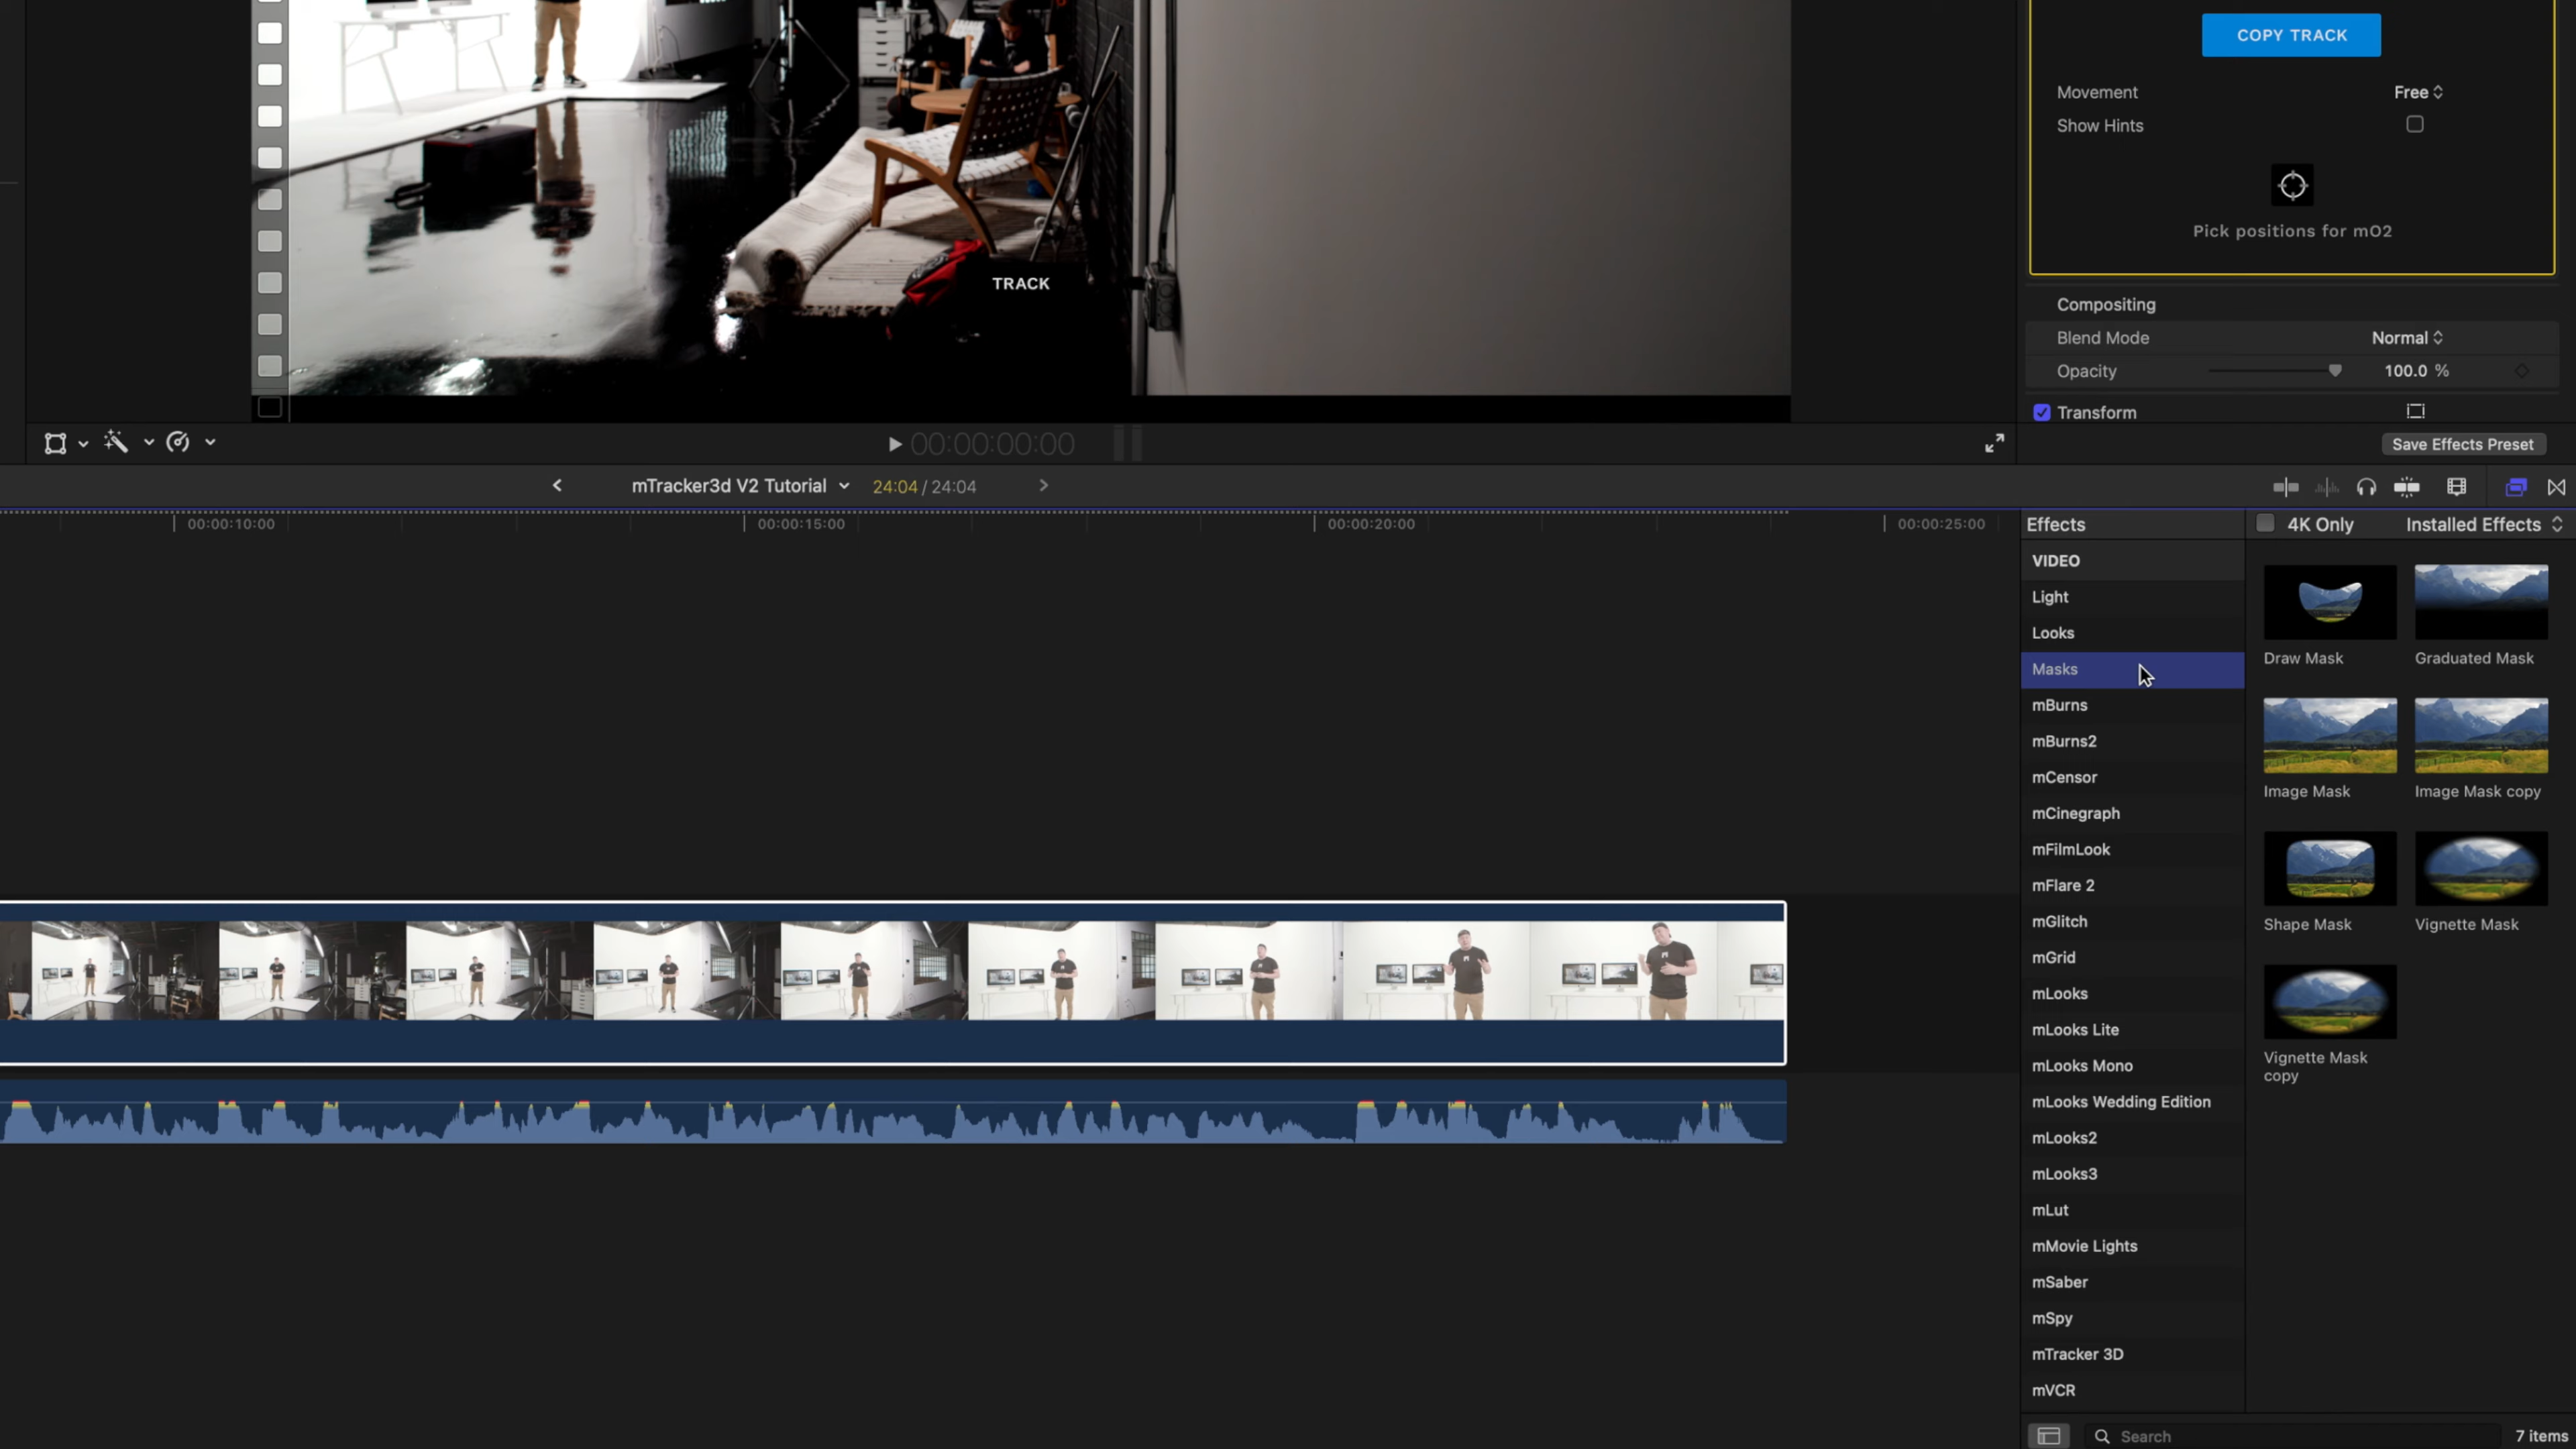 COPY TRACK
Movement
Free
Show Hints
Pick positions for mO2
TRACK
Compositing
Blend Mode
Normal
Opacity
100.0 %
Transform
00:00:00:00
Save Effects Preset
mTracker3d V2 Tutorial
24:04 / 24:04
00:00:10:00
00:00:15:00
00:00:20:00
00:00:25:00
Effects
4K Only
Installed Effects
VIDEO
Light
Looks
Masks
mBurns
mBurns2
mCensor
mCinegraph
mFilmLook
mFlare 2
mGlitch
mGrid
mLooks
mLooks Lite
mLooks Mono
mLooks Wedding Edition
mLooks2
mLooks3
mLut
mMovie Lights
mSaber
mSpy
mTracker 3D
mVCR
Draw Mask
Graduated Mask
Image Mask
Image Mask copy
Shape Mask
Vignette Mask
Vignette Mask
copy
Search
7 items